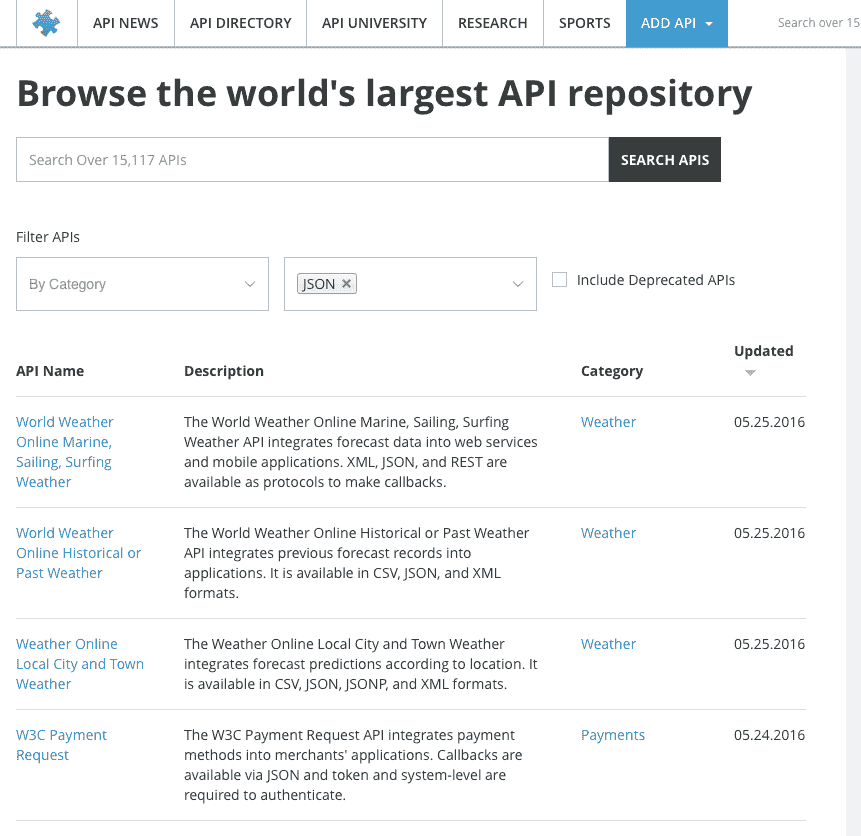 API NEWS API DIRECTORY API UNIVERSITY RESEARCH SPORTS ADD API Search over 15
Browse the world's largest API repository
Search Over 15,117 APIs SEARCH APIS
Filter APIs
By Category JSON Include Deprecated APIs
API Name Description Category Updated
World Weather The World Weather Online Marine, Sailing, Surfing Weather 05.25.2016
Online Marine, Weather API integrates forecast data into web services
Sailing, Surfing and mobile applications. XML, JSON, and REST are
Weather available as protocols to make callbacks.
World Weather The World Weather Online Historical or Past Weather Weather 05.25.2016
Online Historical or API integrates previous forecast records into
Past Weather applications. It is available in CSV, JSON, and XML
formats.
Weather Online The Weather Online Local City and Town Weather Weather 05.25.2016
Local City and Town integrates forecast predictions according to location. It
Weather is available in CSV, JSON, JSONP, and XML formats.
W3C Payment The W3C Payment Request API integrates payment Payments 05.24.2016
Request methods into merchants' applications. Callbacks are
available via JSON and token and system-level are
required to authenticate.